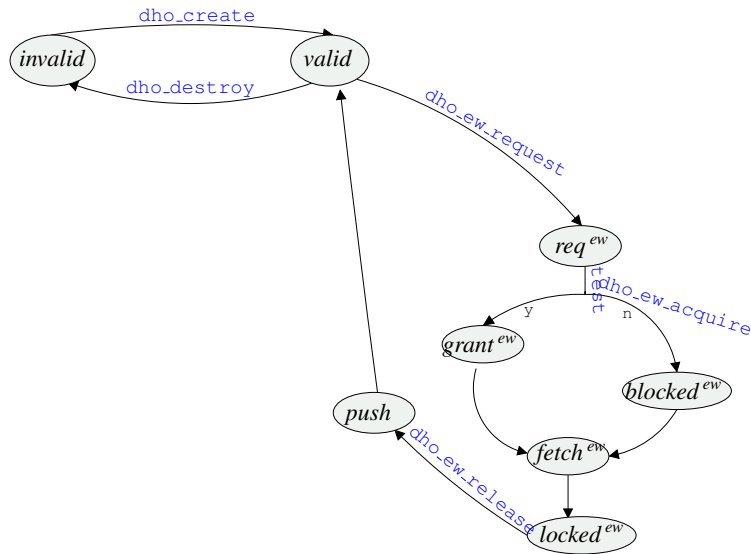 dho_create
invalid
valid
dho_destroy
dho_ew_request
req ew
test
dho_ew_acquire
y
n
grant ew
blocked ew
push
dho_ew_release
fetch ew
locked ew